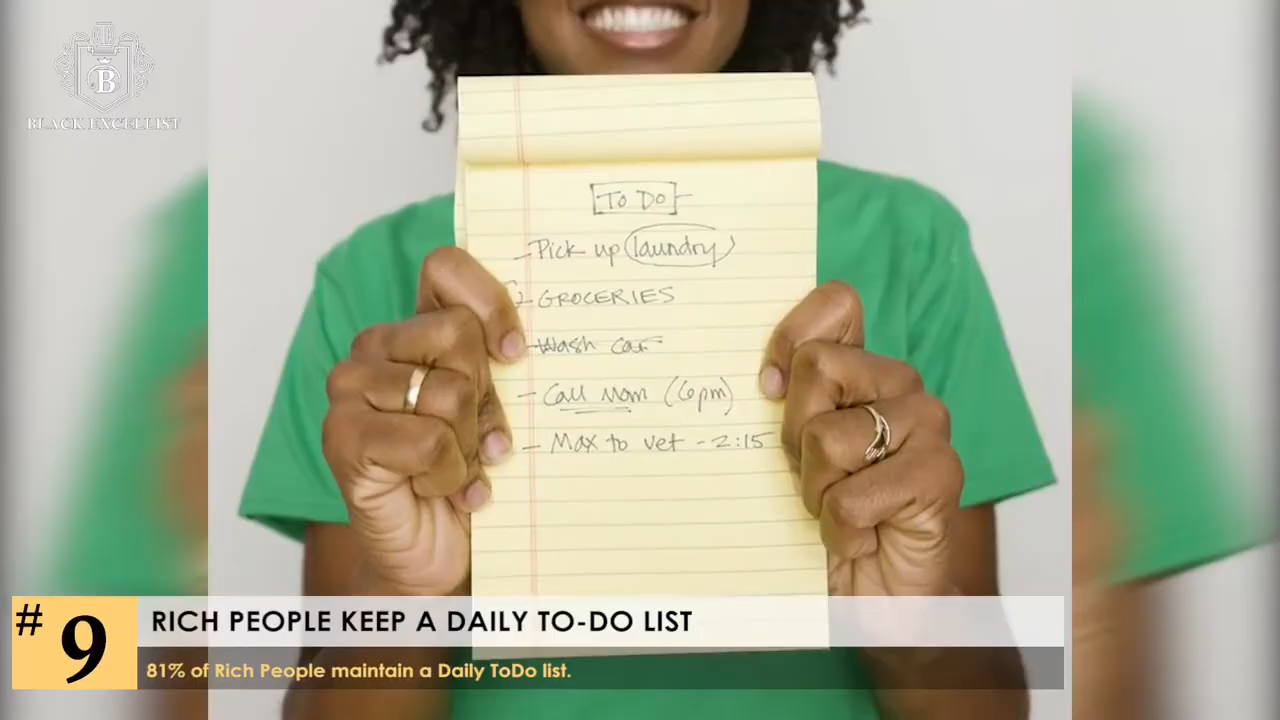 BLACK EXCELLIST
B
TO DO
- Pick up laundry
- GROCERIES
- Wash car
- Call Mom (6pm)
- Max to vet - 2:15
#9
RICH PEOPLE KEEP A DAILY TO-DO LIST
81% of Rich People maintain a Daily ToDo list.